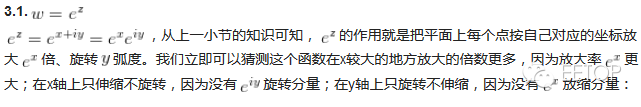 3.1. w = e^z
e^z = e^{x+iy} = e^x e^{iy}，从上一小节的知识可知，e^z 的作用就是把平面上每个点按自己对应的坐标放
大 e^x 倍、旋转 y 弧度。我们立即可以猜测这个函数在x较大的地方放大的倍数更多，因为放大率 e^x 更
大；在x轴上只伸缩不旋转，因为没有 e^{iy} 旋转分量；在y轴上只旋转不伸缩，因为没有 e^x 放缩分量：